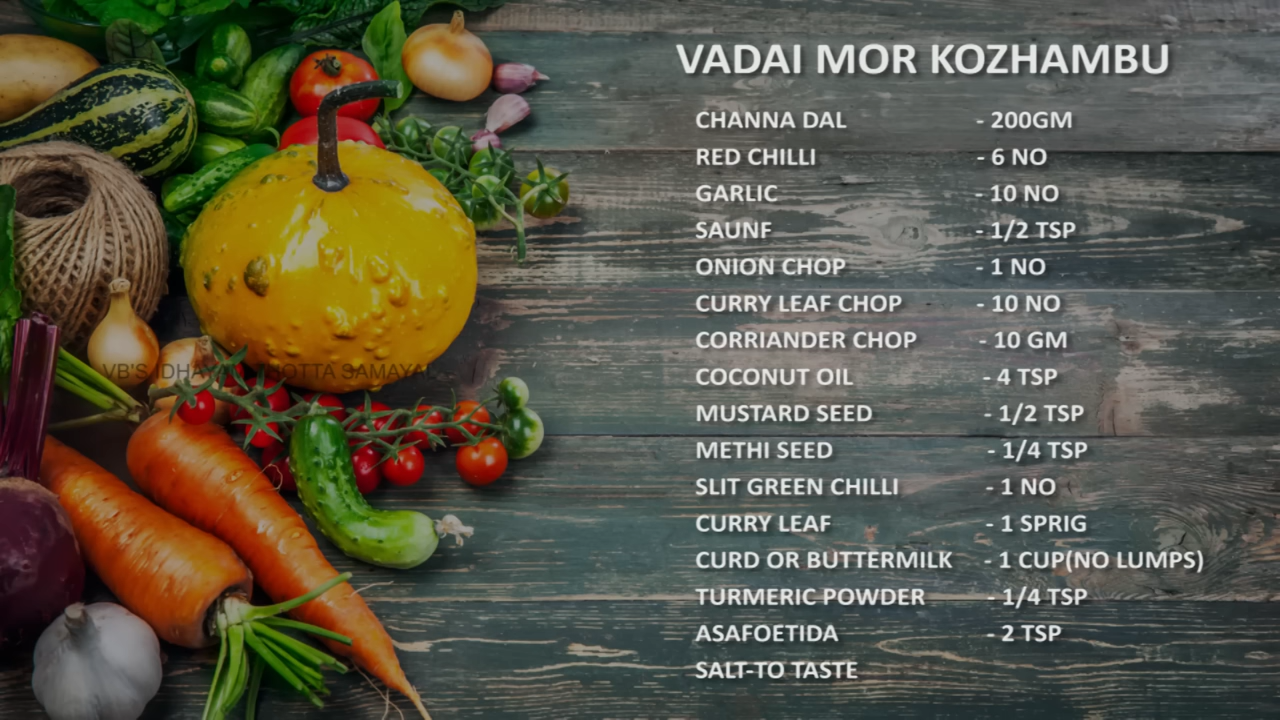 VADAI MOR KOZHAMBU
CHANNA DAL - 200GM
RED CHILLI - 6 NO
GARLIC - 10 NO
SAUNF - 1/2 TSP
ONION CHOP - 1 NO
CURRY LEAF CHOP - 10 NO
CORRIANDER CHOP - 10 GM
COCONUT OIL - 4 TSP
MUSTARD SEED - 1/2 TSP
METHI SEED - 1/4 TSP
SLIT GREEN CHILLI - 1 NO
CURRY LEAF - 1 SPRIG
CURD OR BUTTERMILK - 1 CUP(NO LUMPS)
TURMERIC POWDER - 1/4 TSP
ASAFOETIDA - 2 TSP
SALT-TO TASTE
VB'S SAMAYAL